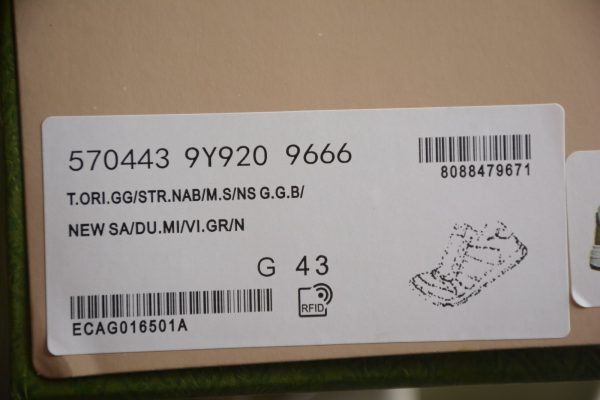 570443 9Y920 9666
8088479671
T.ORI.GG/STR.NAB/M.S/NS G.G.B/
NEW SA/DU.MI/VI.GR/N
G 43
RFID
ECAG016501A